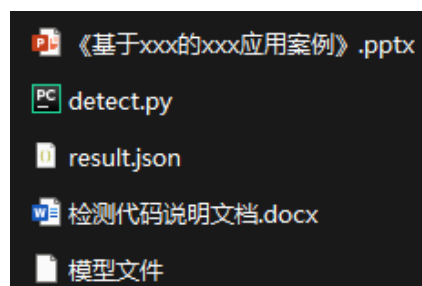 《基于xxx的xxx应用案例》.pptx
detect.py
result.json
检测代码说明文档.docx
模型文件